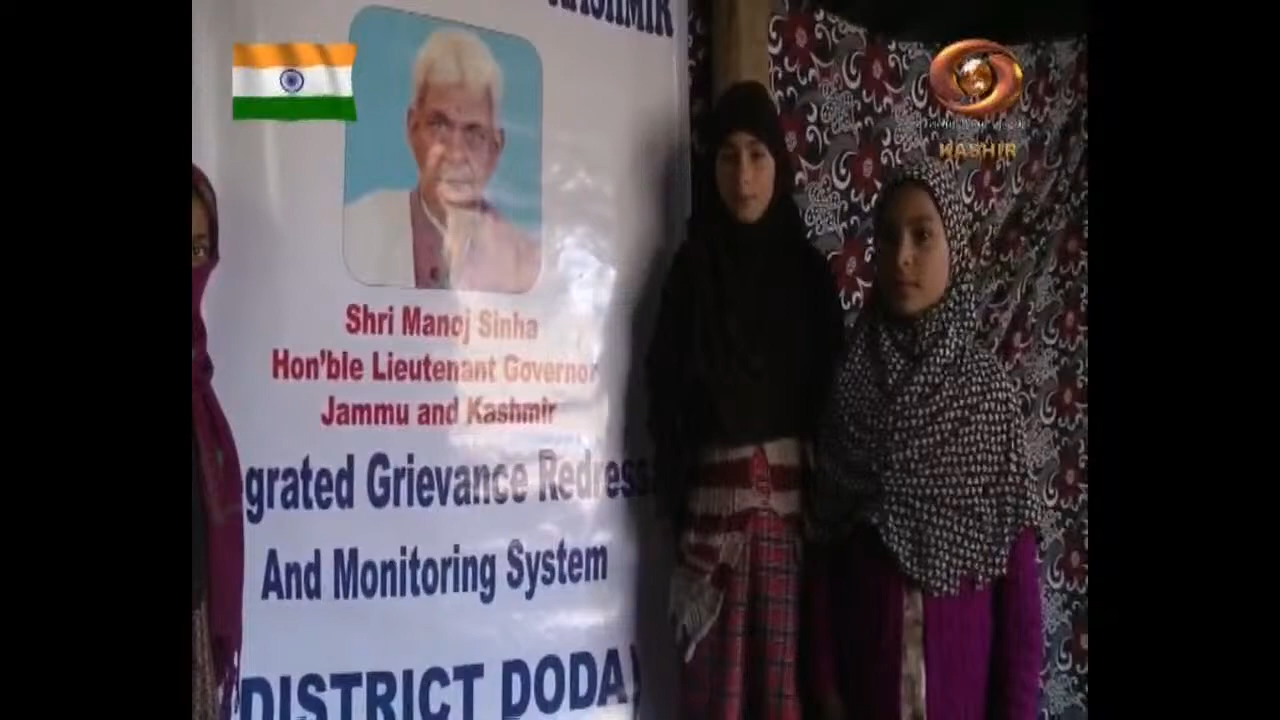 KASHMIR
KASHIR
Shri Manoj Sinha
Hon'ble Lieutenant Governor
Jammu and Kashmir
grated Grievance Redress
And Monitoring System
DISTRICT DODA